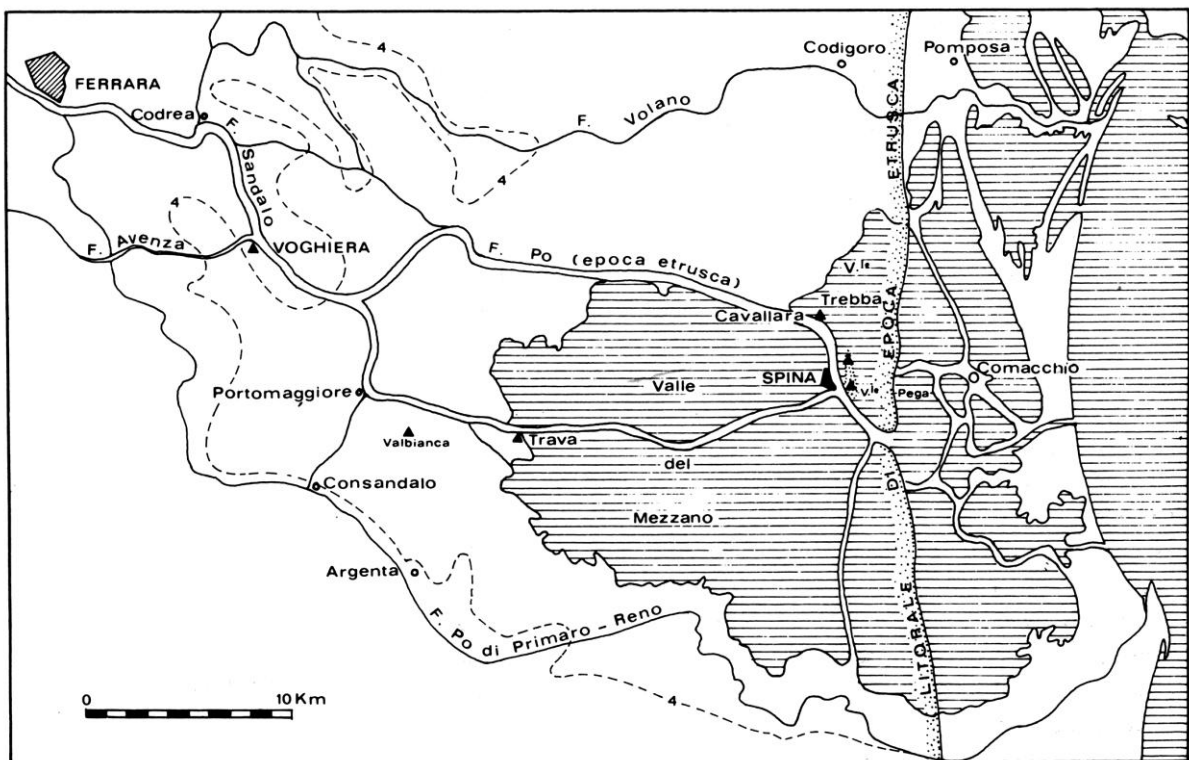 4
Codigoro
Pomposa
FERRARA
Codrea
F. Volano
F. Sandalo
4
4
ETRUSCA
F. Avenza
VOGHIERA
F. Po (epoca etrusca)
V.le
Trebba
Cavallara
EPOCA
SPINA
Valle
V.le
Pega
Comacchio
Portomaggiore
Valbianca
Trava
del
DI
Consandalo
Mezzano
Argenta
LITORALE
F. Po di Primaro - Reno
0
10 Km
4